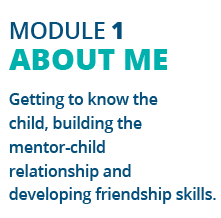 MODULE 1
ABOUT ME
Getting to know the
child, building the
mentor-child
relationship and
developing friendship skills.